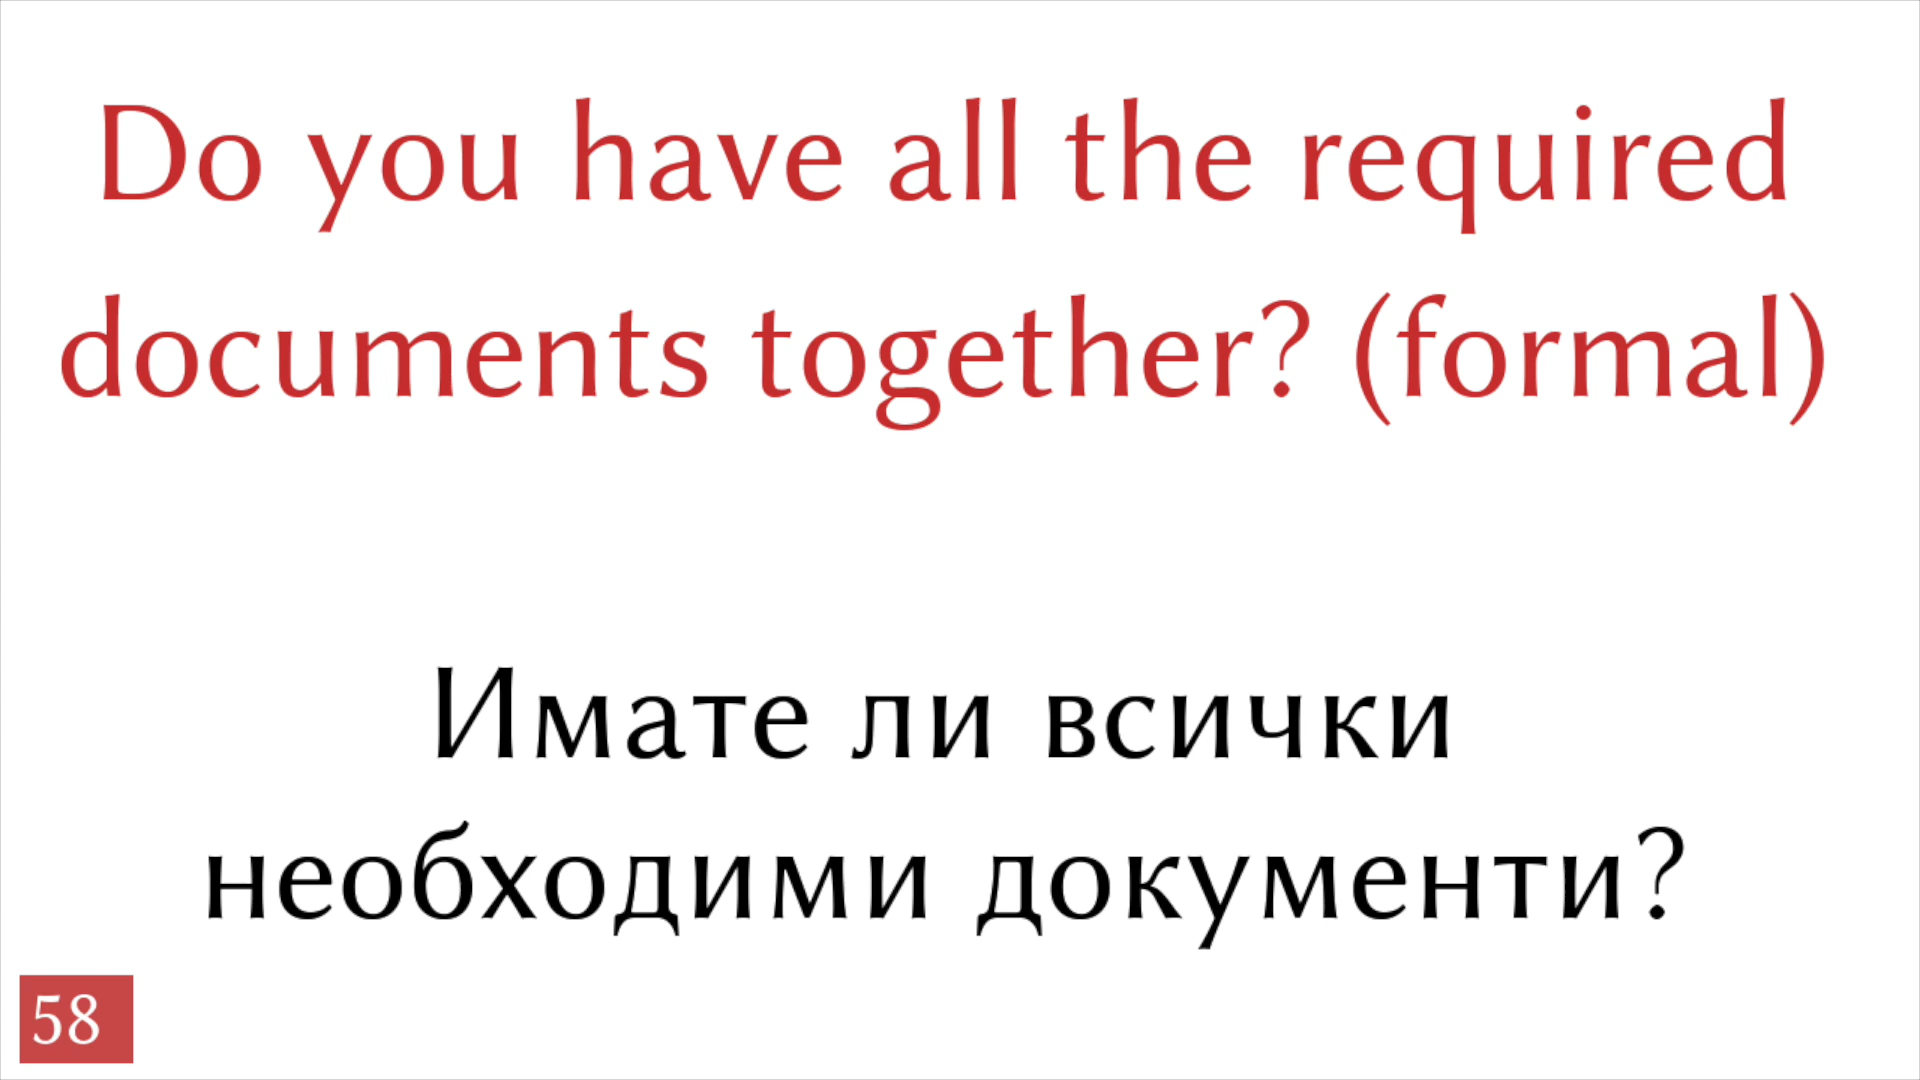 Do you have all the required
documents together? (formal)
Имате ли всички
необходими документи?
58